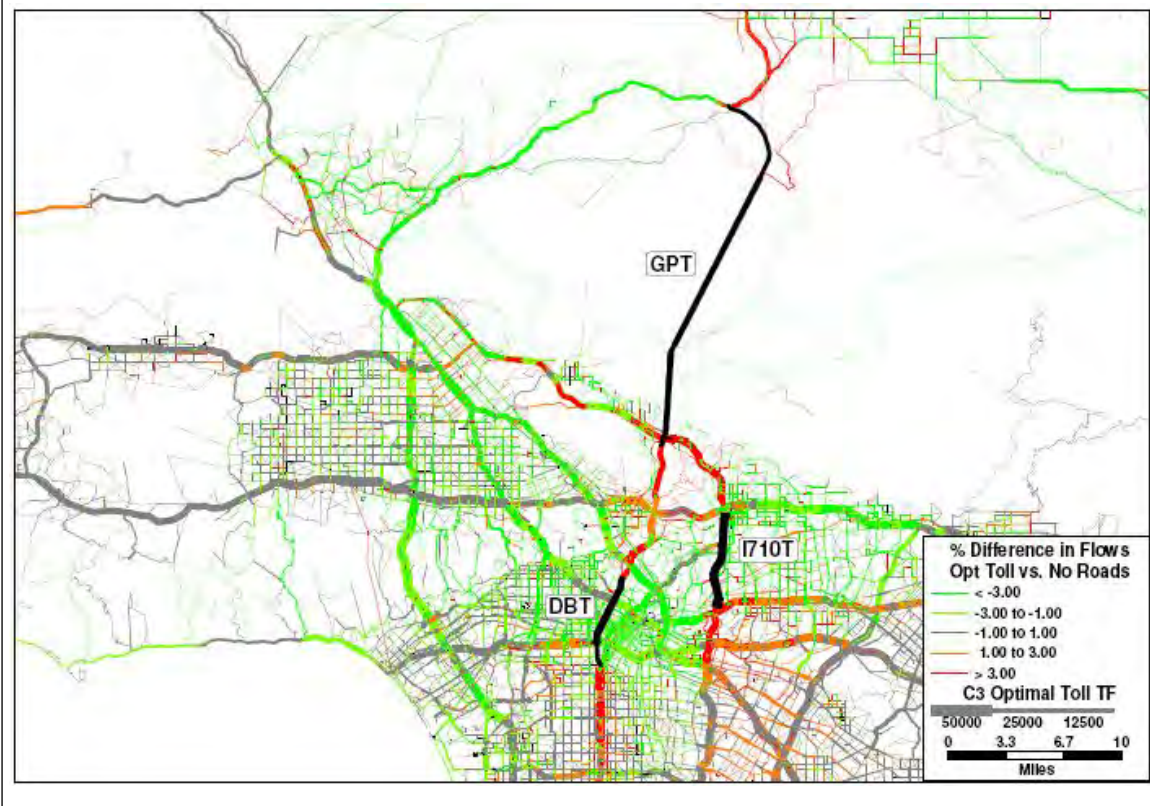 GPT
I710T
DBT
% Difference in Flows
Opt Toll vs. No Roads
< -3.00
-3.00 to -1.00
-1.00 to 1.00
1.00 to 3.00
> 3.00
C3 Optimal Toll TF
50000 25000 12500
0 3.3 6.7 10
Miles